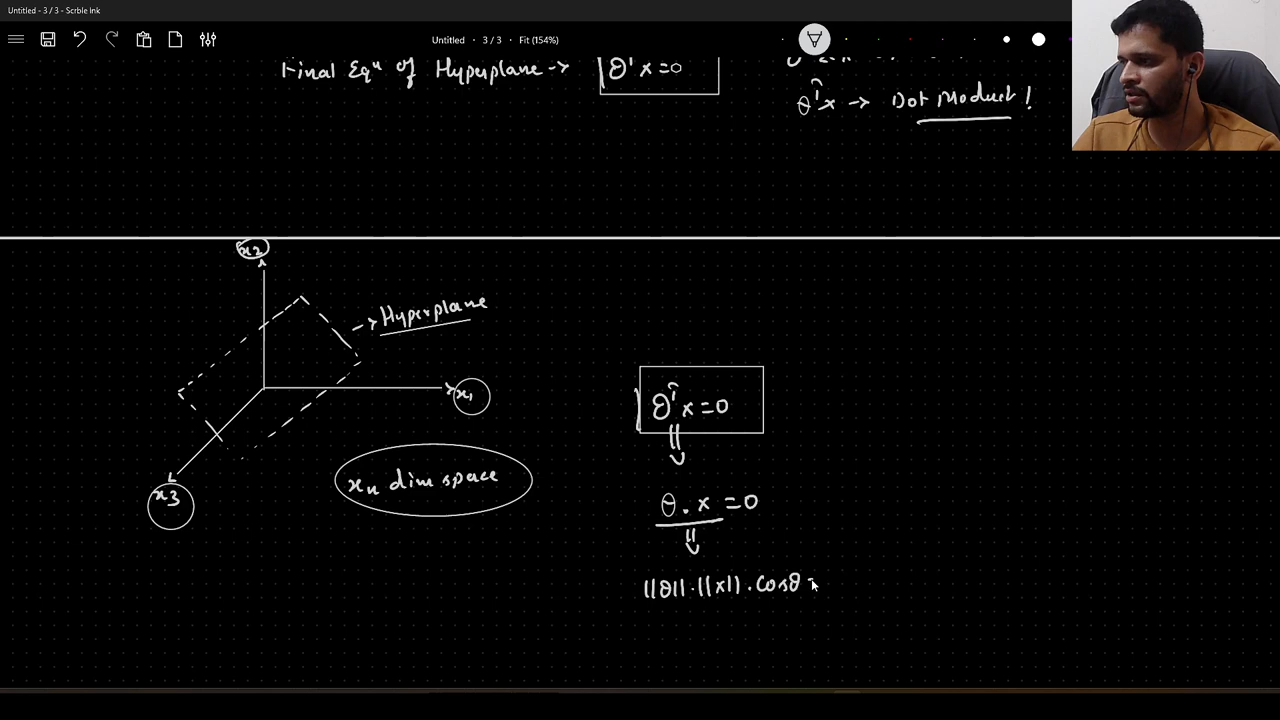 Untitled - 3 / 3 - Scrble Ink
Untitled · 3 / 3 · Fit (154%)
Final Eqn of Hyperplane -> θᵀx=0
θᵀx -> Dot Product!
x2
-> Hyperplane
x1
θᵀx=0
xn dim space
x3
θ.x=0
||θ||.||x||.cosθ